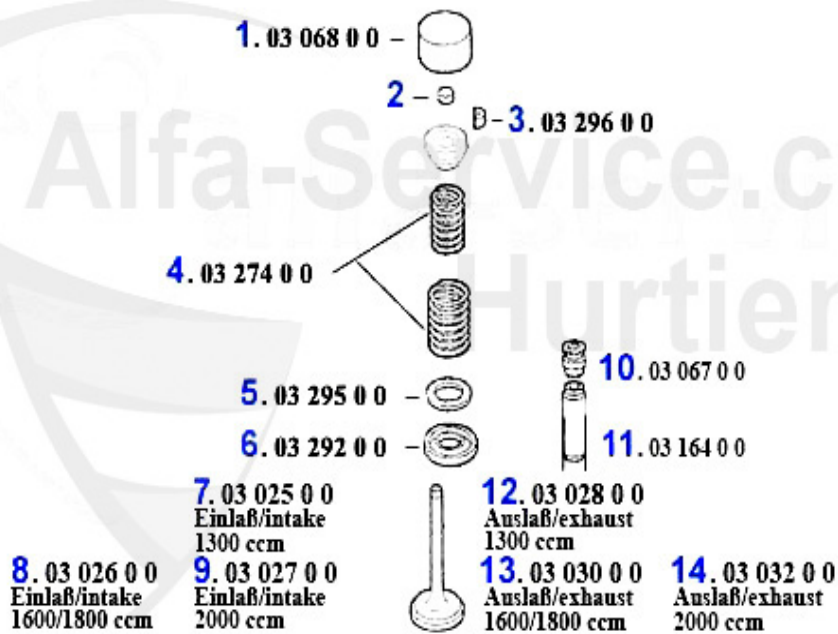 1. 03 068 0 0
2
3. 03 296 0 0
Alfa-Service.c
4. 03 274 0 0
Hurtien
10. 03 067 0 0
5. 03 295 0 0
6. 03 292 0 0
11. 03 164 0 0
7. 03 025 0 0
Einlaß/intake
1300 ccm
12. 03 028 0 0
Auslaß/exhaust
1300 ccm
8. 03 026 0 0
Einlaß/intake
1600/1800 ccm
9. 03 027 0 0
Einlaß/intake
2000 ccm
13. 03 030 0 0
Auslaß/exhaust
1600/1800 ccm
14. 03 032 0 0
Auslaß/exhaust
2000 ccm